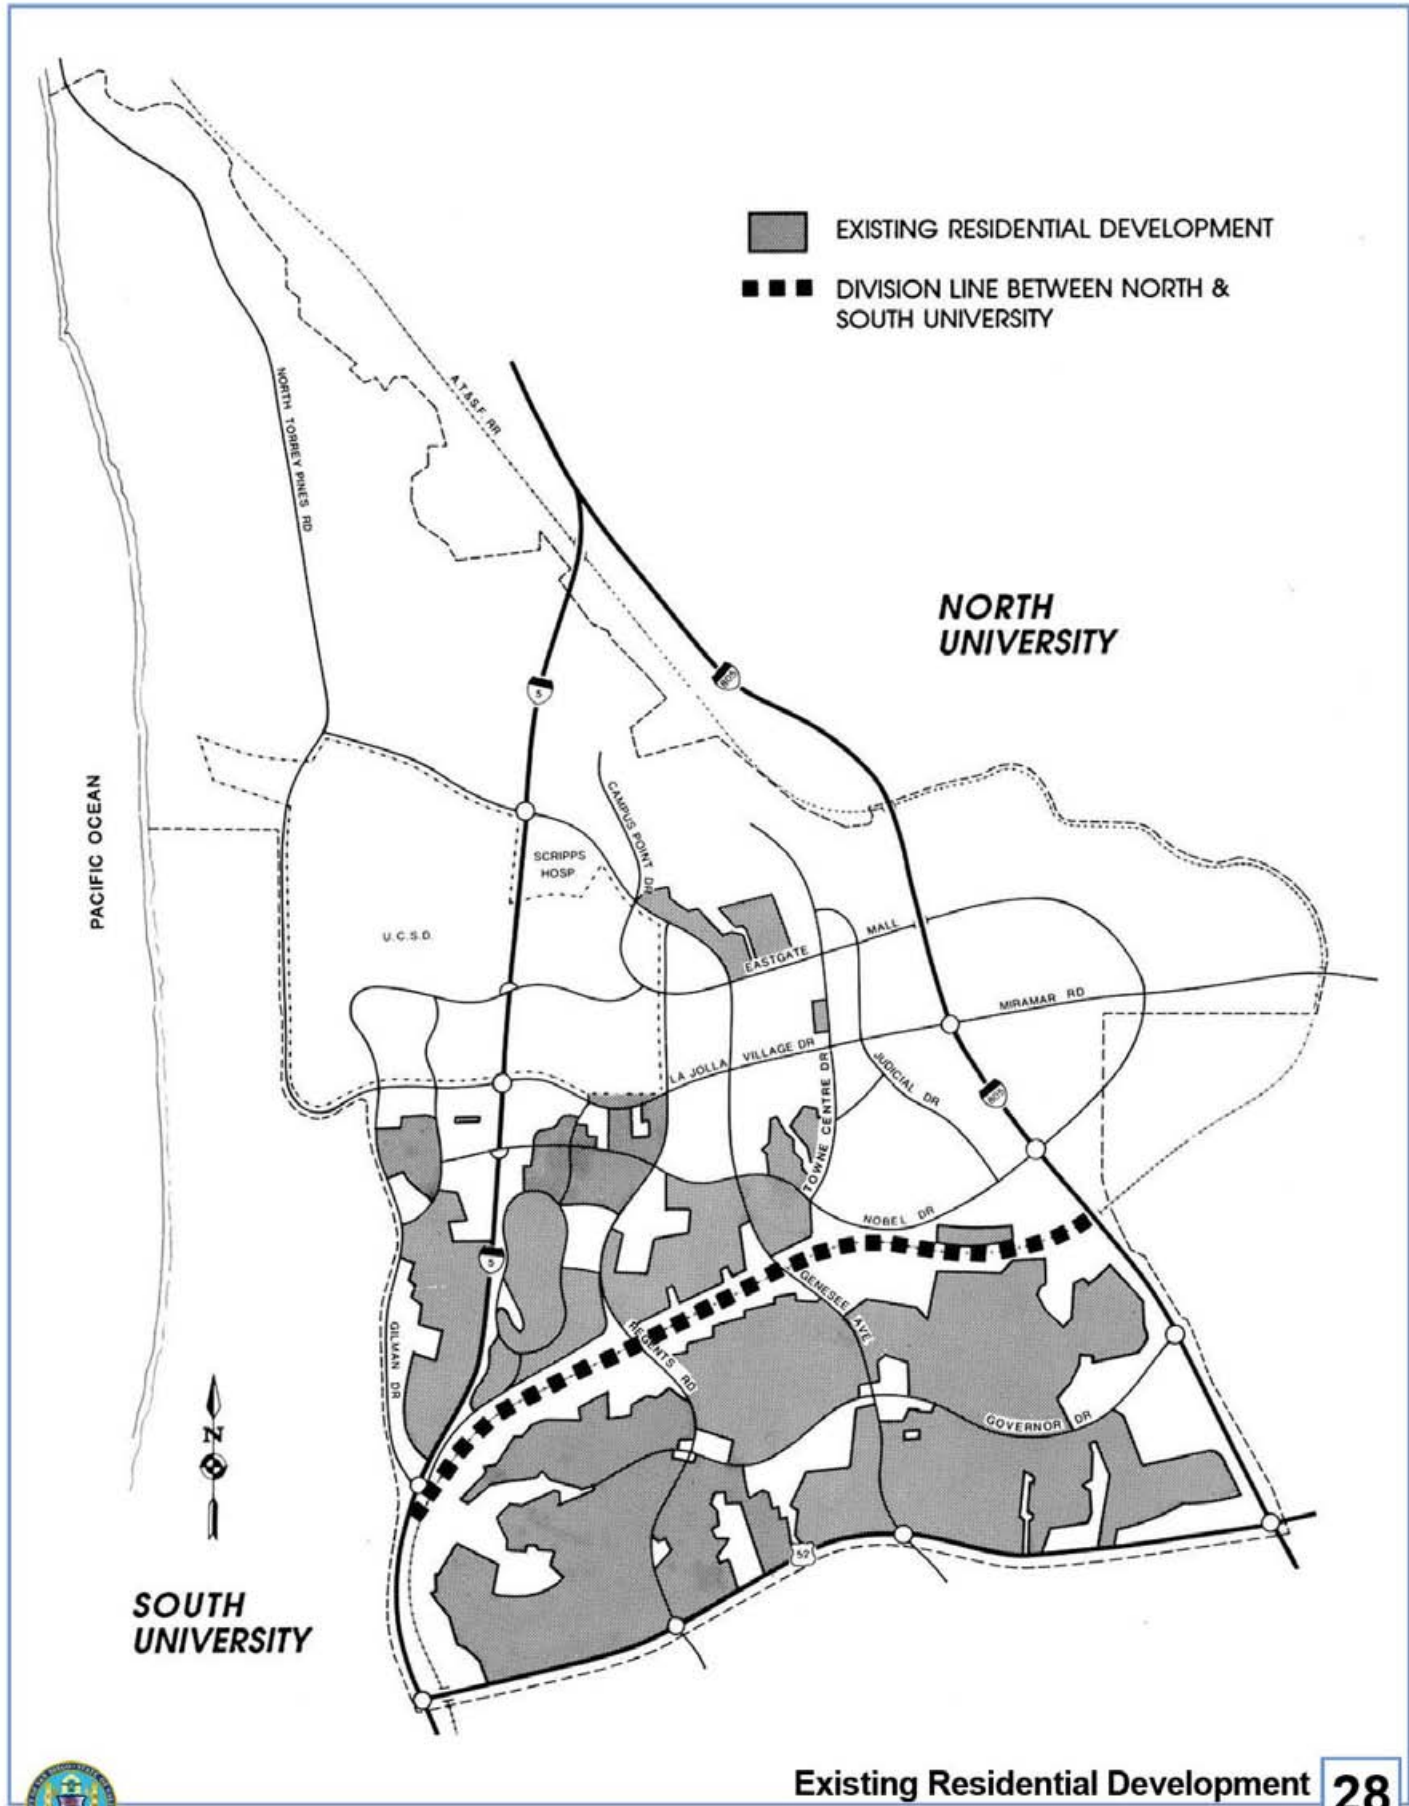 EXISTING RESIDENTIAL DEVELOPMENT
DIVISION LINE BETWEEN NORTH &
SOUTH UNIVERSITY
NORTH TORREY PINES RD
A.T.&S.F. RR
NORTH
UNIVERSITY
5
805
PACIFIC OCEAN
CAMPUS POINT DR
SCRIPPS
HOSP
U.C.S.D.
EASTGATE MALL
MIRAMAR RD
LA JOLLA VILLAGE DR
JUDICIAL DR
TOWNE CENTRE DR
805
NOBEL DR
5
GENESEE AVE
GILMAN DR
REGENTS RD
GOVERNOR DR
N
52
SOUTH
UNIVERSITY
Existing Residential Development
28